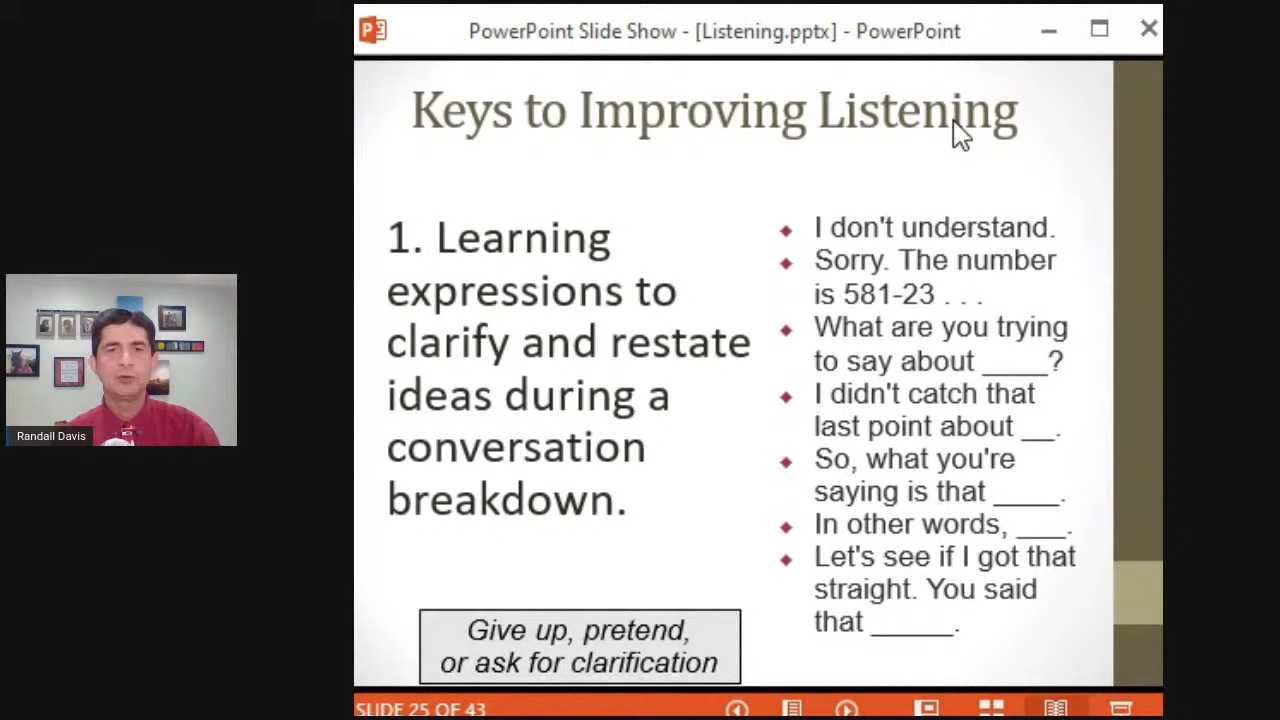 PowerPoint Slide Show - [Listening.pptx] - PowerPoint
Keys to Improving Listening
1. Learning
expressions to
clarify and restate
ideas during a
conversation
breakdown.
Give up, pretend,
or ask for clarification
I don't understand.
Sorry. The number
is 581-23 . . .
What are you trying
to say about ____?
I didn't catch that
last point about __.
So, what you're
saying is that ____.
In other words, ___.
Let's see if I got that
straight. You said
that _____.
Randall Davis
SLIDE 25 OF 43